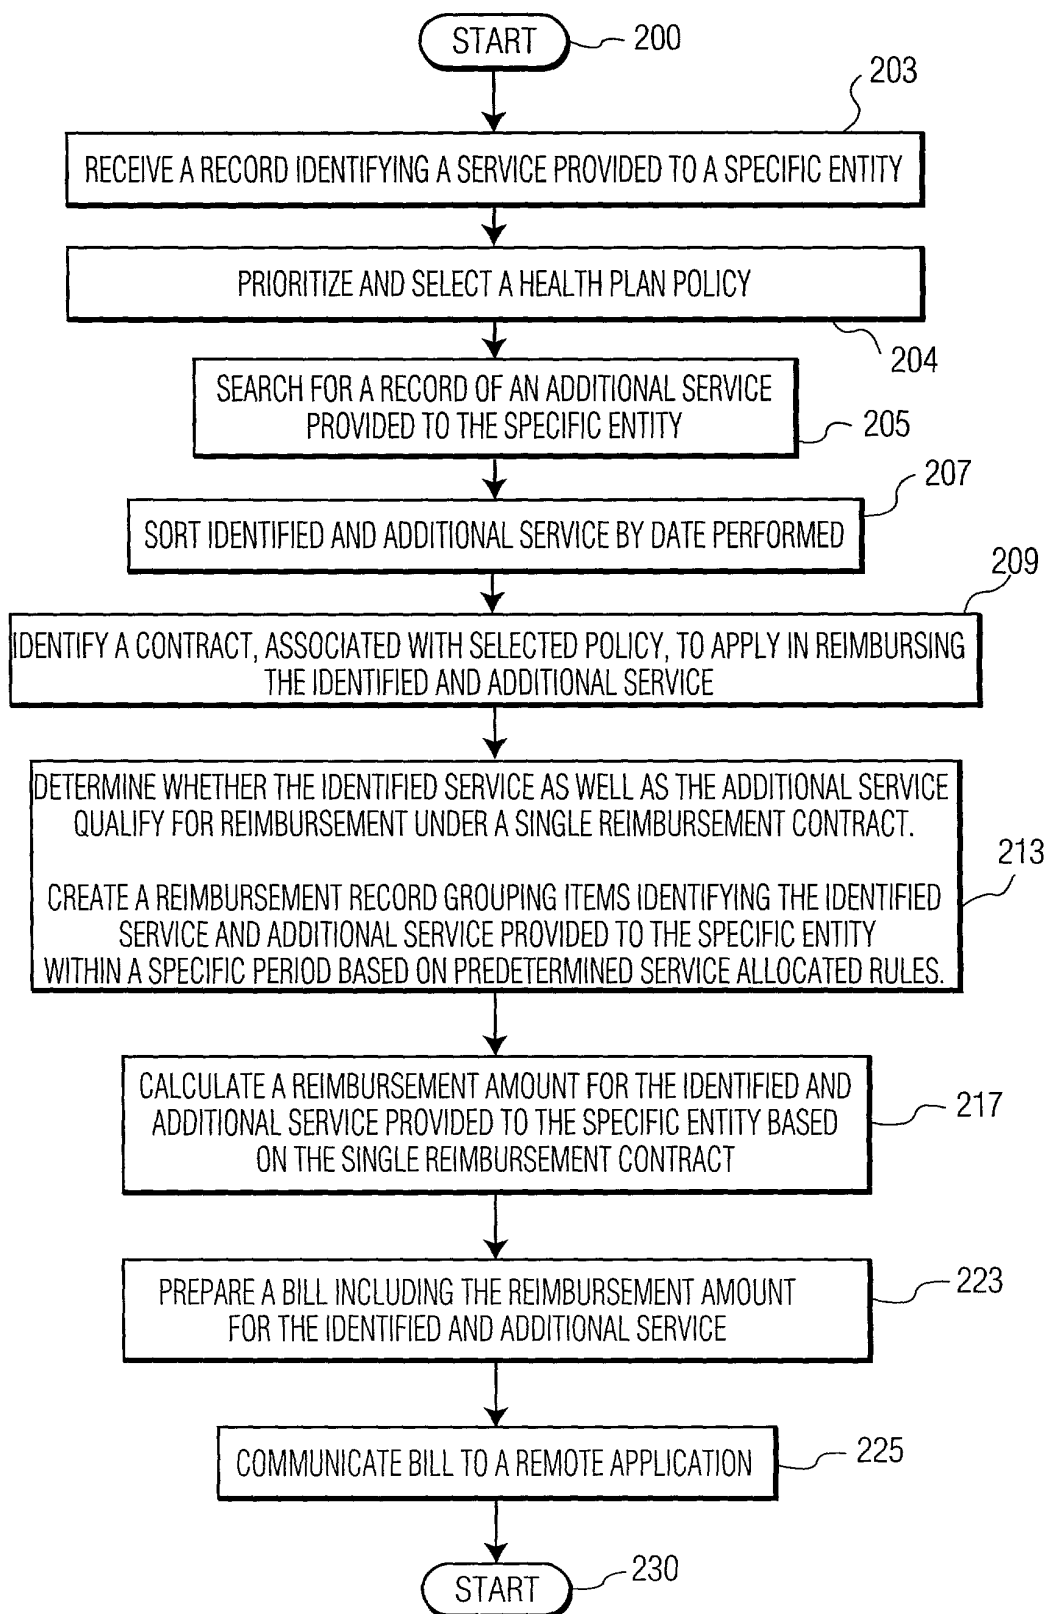 START
200
203
RECEIVE A RECORD IDENTIFYING A SERVICE PROVIDED TO A SPECIFIC ENTITY
PRIORITIZE AND SELECT A HEALTH PLAN POLICY
204
SEARCH FOR A RECORD OF AN ADDITIONAL SERVICE
PROVIDED TO THE SPECIFIC ENTITY
205
207
SORT IDENTIFIED AND ADDITIONAL SERVICE BY DATE PERFORMED
209
IDENTIFY A CONTRACT, ASSOCIATED WITH SELECTED POLICY, TO APPLY IN REIMBURSING
THE IDENTIFIED AND ADDITIONAL SERVICE
DETERMINE WHETHER THE IDENTIFIED SERVICE AS WELL AS THE ADDITIONAL SERVICE
QUALIFY FOR REIMBURSEMENT UNDER A SINGLE REIMBURSEMENT CONTRACT.
213
CREATE A REIMBURSEMENT RECORD GROUPING ITEMS IDENTIFYING THE IDENTIFIED
SERVICE AND ADDITIONAL SERVICE PROVIDED TO THE SPECIFIC ENTITY
WITHIN A SPECIFIC PERIOD BASED ON PREDETERMINED SERVICE ALLOCATED RULES.
CALCULATE A REIMBURSEMENT AMOUNT FOR THE IDENTIFIED AND
ADDITIONAL SERVICE PROVIDED TO THE SPECIFIC ENTITY BASED
ON THE SINGLE REIMBURSEMENT CONTRACT
217
PREPARE A BILL INCLUDING THE REIMBURSEMENT AMOUNT
FOR THE IDENTIFIED AND ADDITIONAL SERVICE
223
COMMUNICATE BILL TO A REMOTE APPLICATION
225
START
230